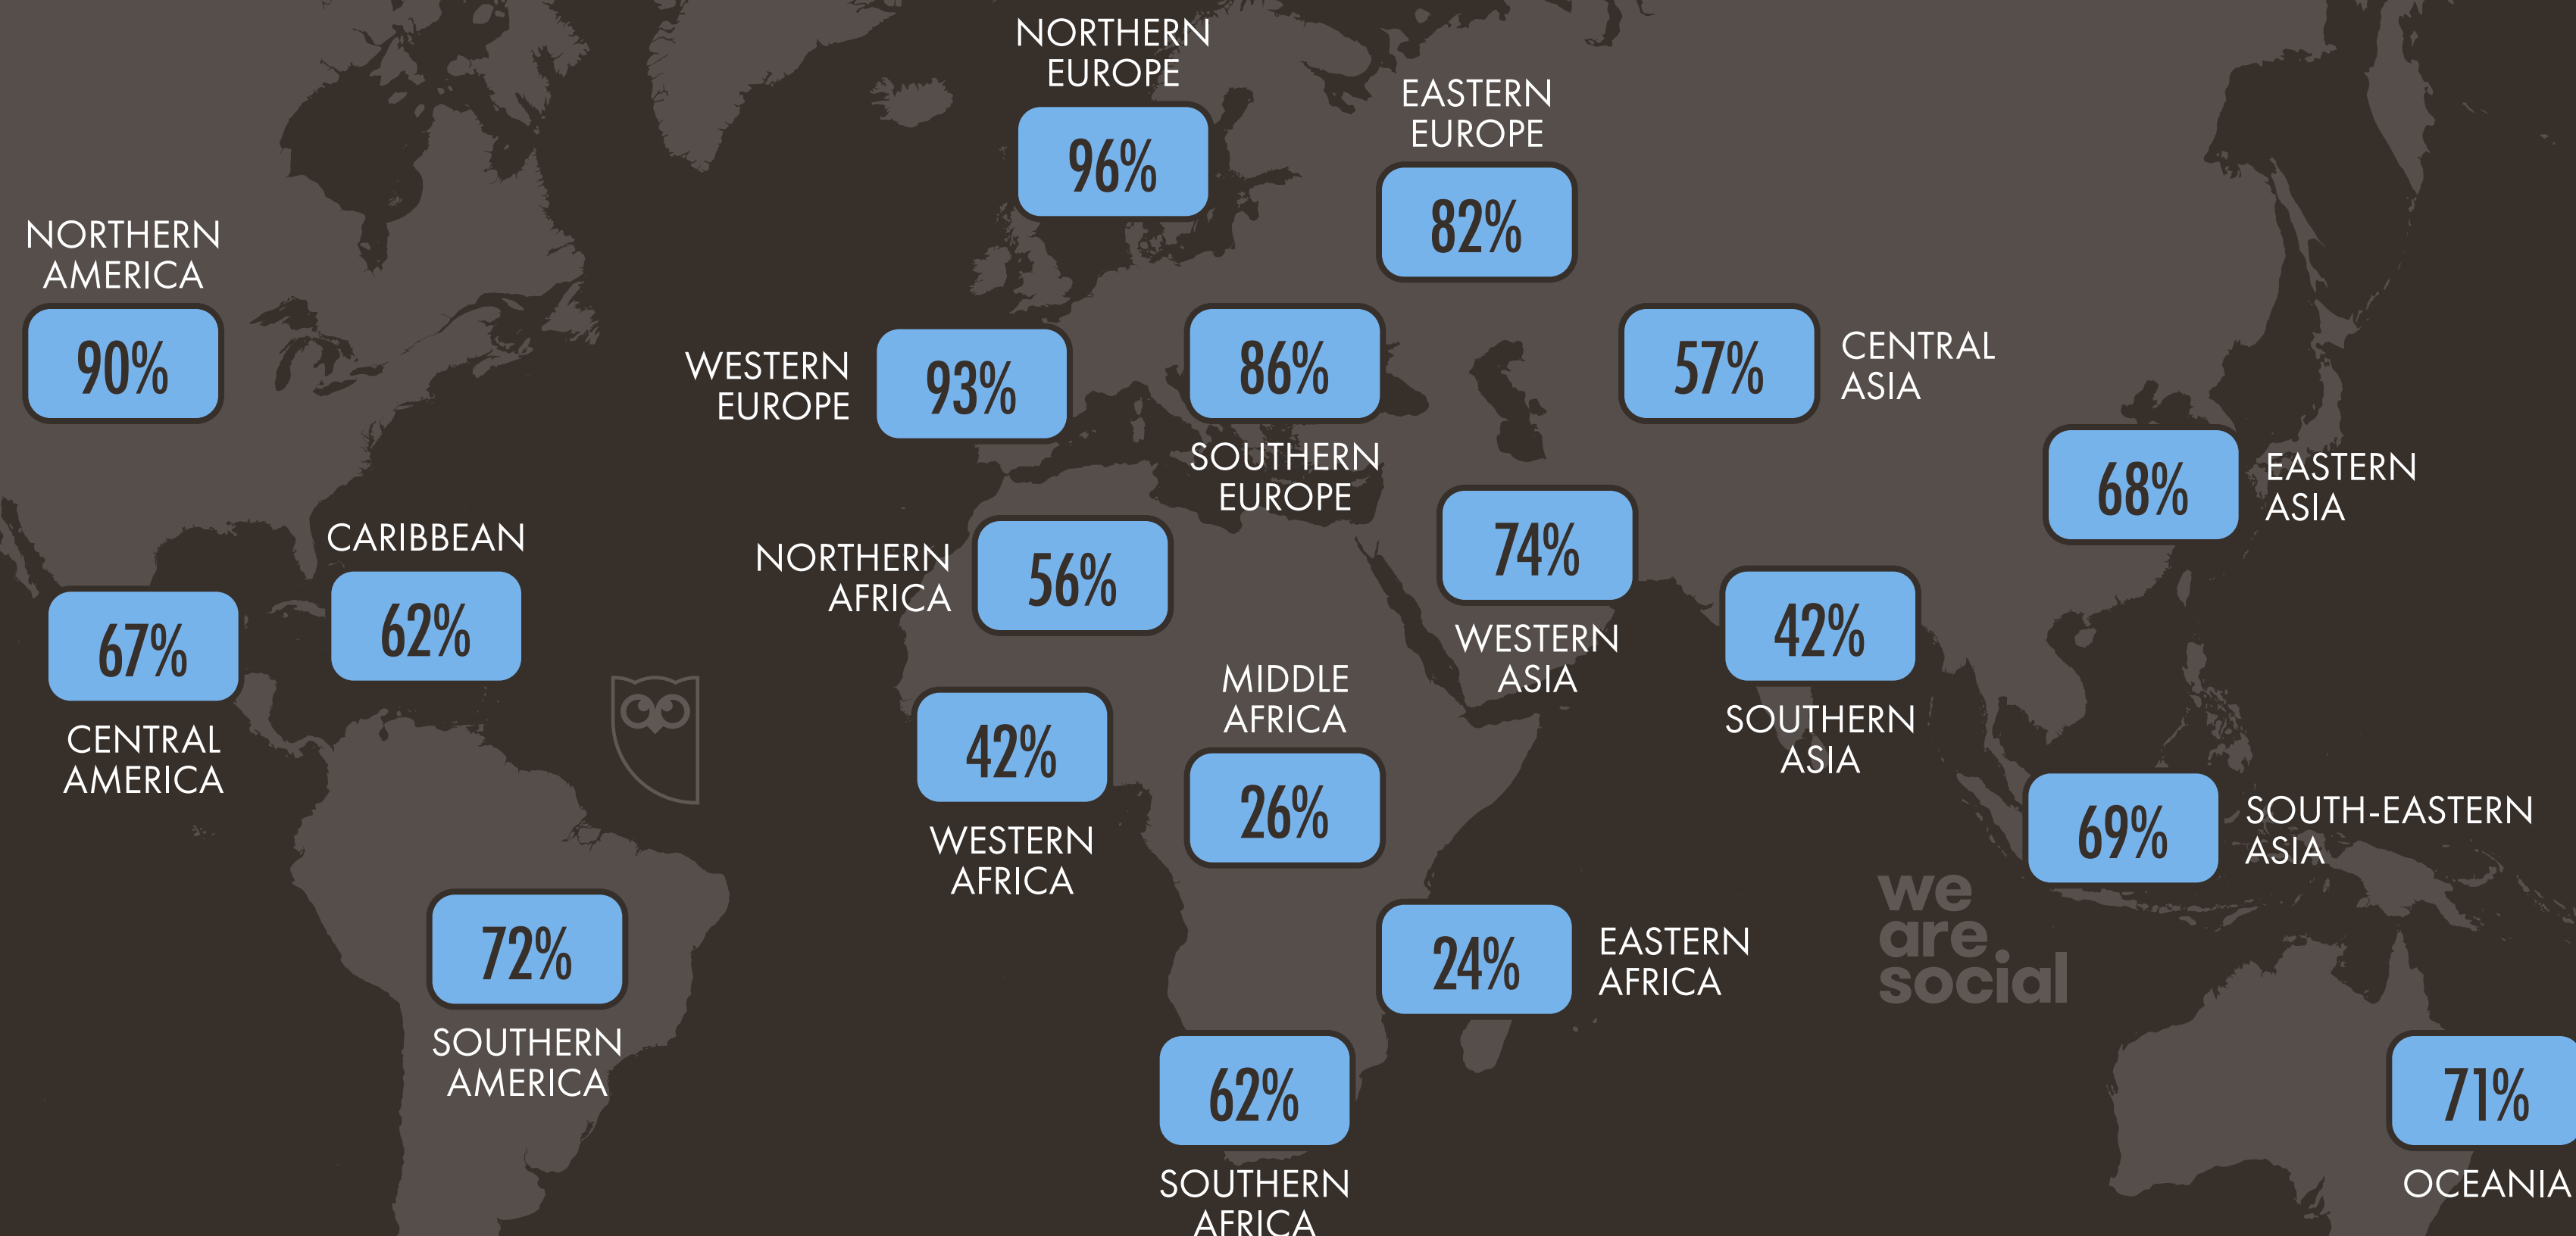 NORTHERN
EUROPE
96%
EASTERN
EUROPE
82%
NORTHERN
AMERICA
90%
WESTERN
EUROPE
93%
86%
SOUTHERN
EUROPE
57%
CENTRAL
ASIA
68%
EASTERN
ASIA
CARIBBEAN
62%
67%
CENTRAL
AMERICA
NORTHERN
AFRICA
56%
74%
WESTERN
ASIA
42%
SOUTHERN
ASIA
42%
WESTERN
AFRICA
MIDDLE
AFRICA
26%
69%
SOUTH-EASTERN
ASIA
72%
SOUTHERN
AMERICA
24%
EASTERN
AFRICA
we
are
social
62%
SOUTHERN
AFRICA
71%
OCEANIA